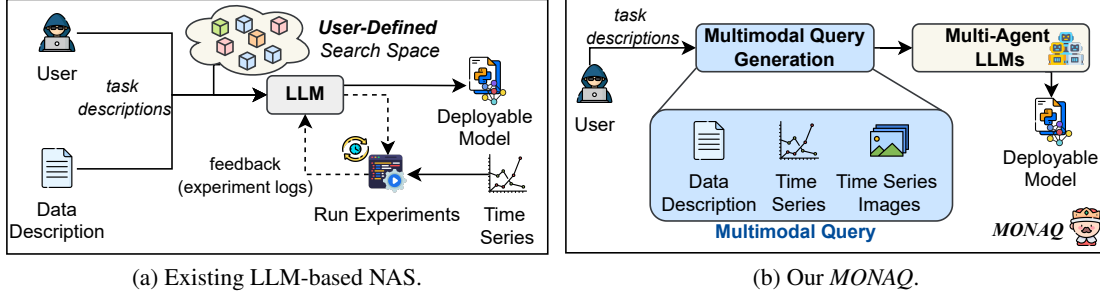 User
task
descriptions
Data
Description
User-Defined
Search Space
LLM
feedback
(experiment logs)
Run Experiments
Deployable
Model
Time
Series
(a) Existing LLM-based NAS.
task
descriptions
User
Multimodal Query
Generation
Multi-Agent
LLMs
Data
Description
Time
Series
Time Series
Images
Multimodal Query
Deployable
Model
MONAQ
(b) Our MONAQ.